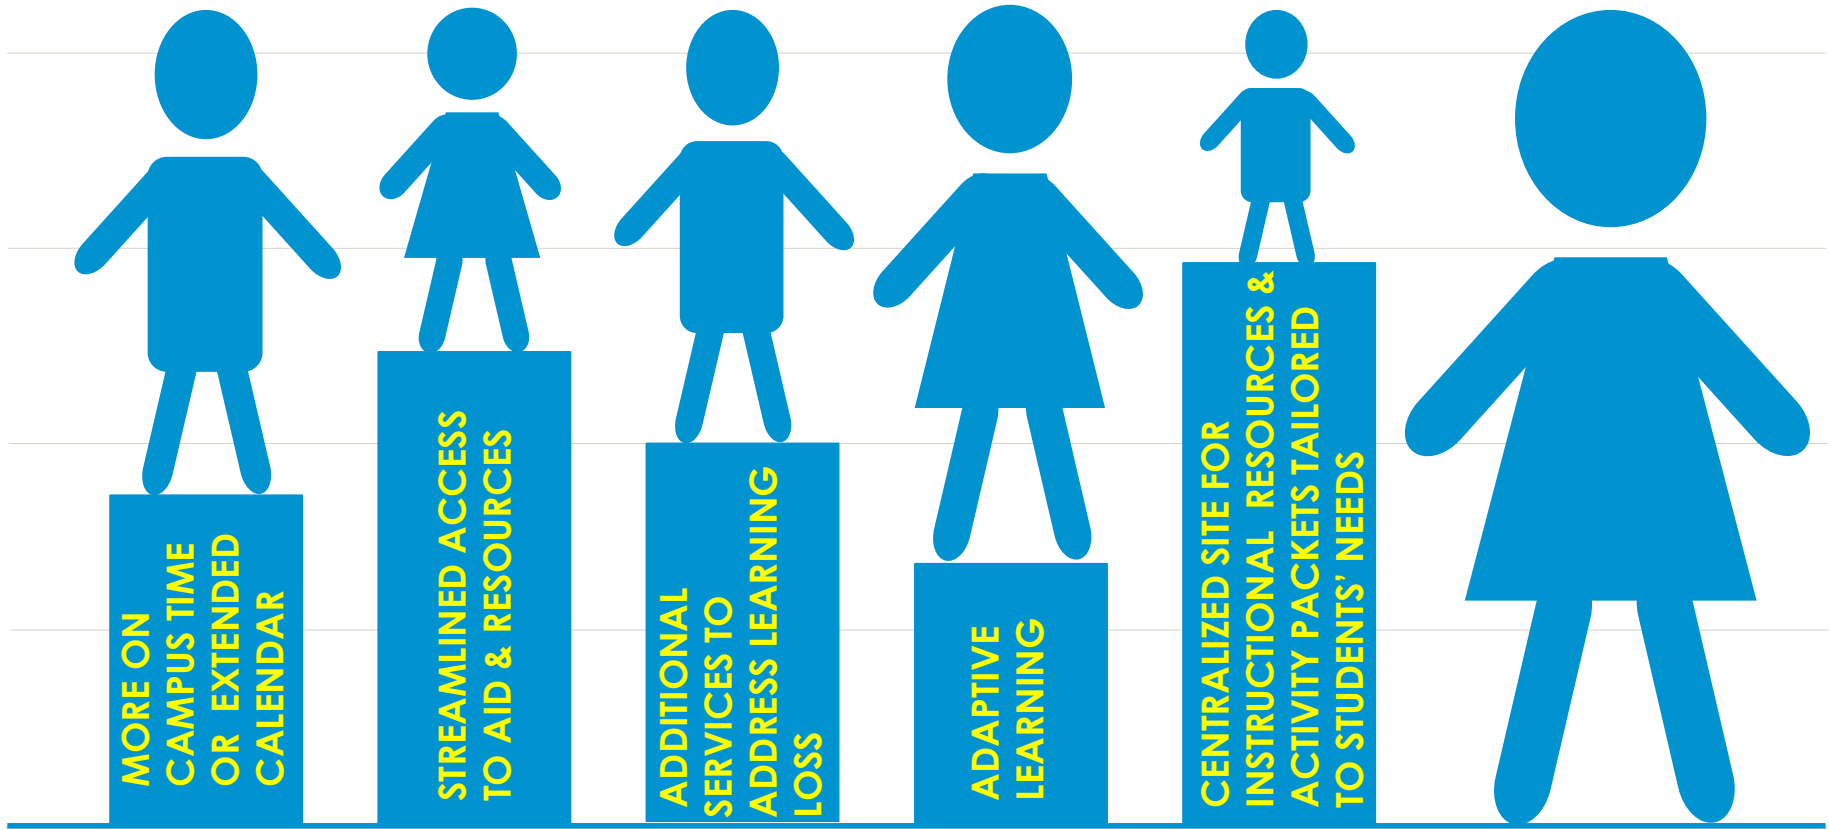 MORE ON
CAMPUS TIME
OR EXTENDED
CALENDAR
STREAMLINED ACCESS
TO AID & RESOURCES
ADDITIONAL
SERVICES TO
ADDRESS LEARNING
LOSS
ADAPTIVE
LEARNING
CENTRALIZED SITE FOR
INSTRUCTIONAL RESOURCES &
ACTIVITY PACKETS TAILORED
TO STUDENTS’ NEEDS